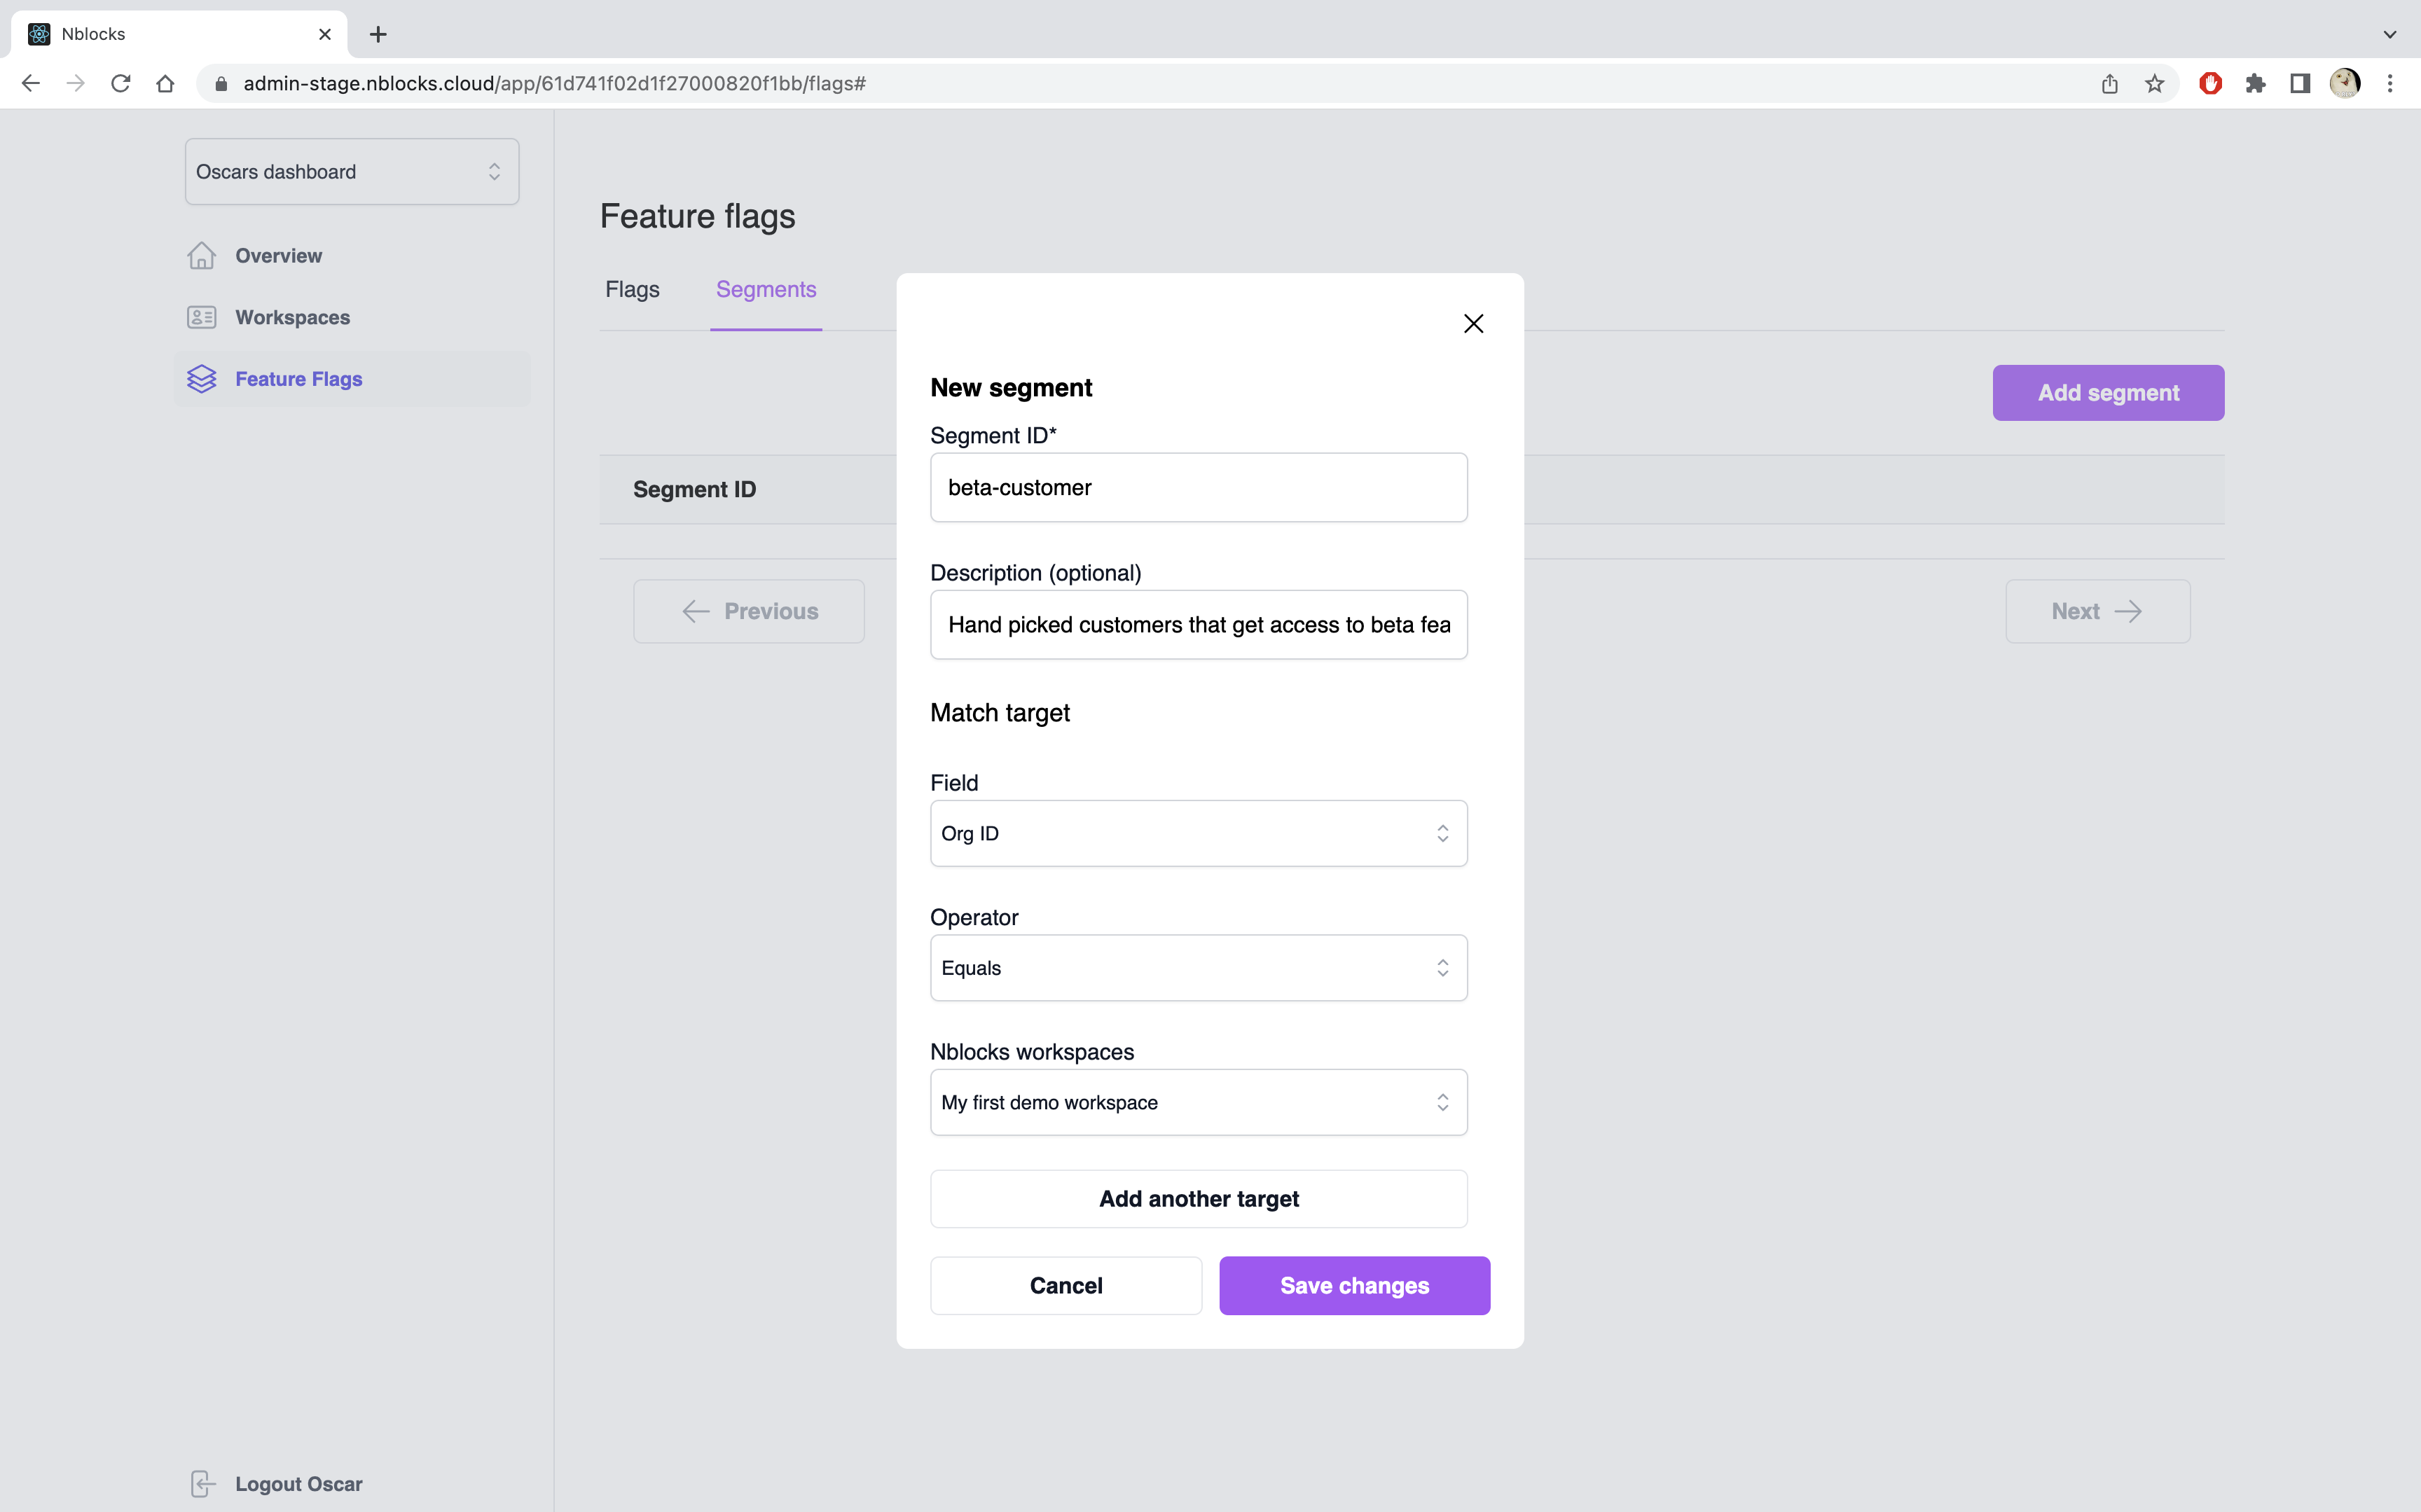 Nblocks
admin-stage.nblocks.cloud/app/61d741f02d1f27000820f1bb/flags#
Oscars dashboard
Overview
Workspaces
Feature Flags
Logout Oscar
Feature flags
Flags Segments
Add segment
Segment ID
Previous
Next
New segment
Segment ID*
beta-customer
Description (optional)
Hand picked customers that get access to beta fea
Match target
Field
Org ID
Operator
Equals
Nblocks workspaces
My first demo workspace
Add another target
Cancel
Save changes